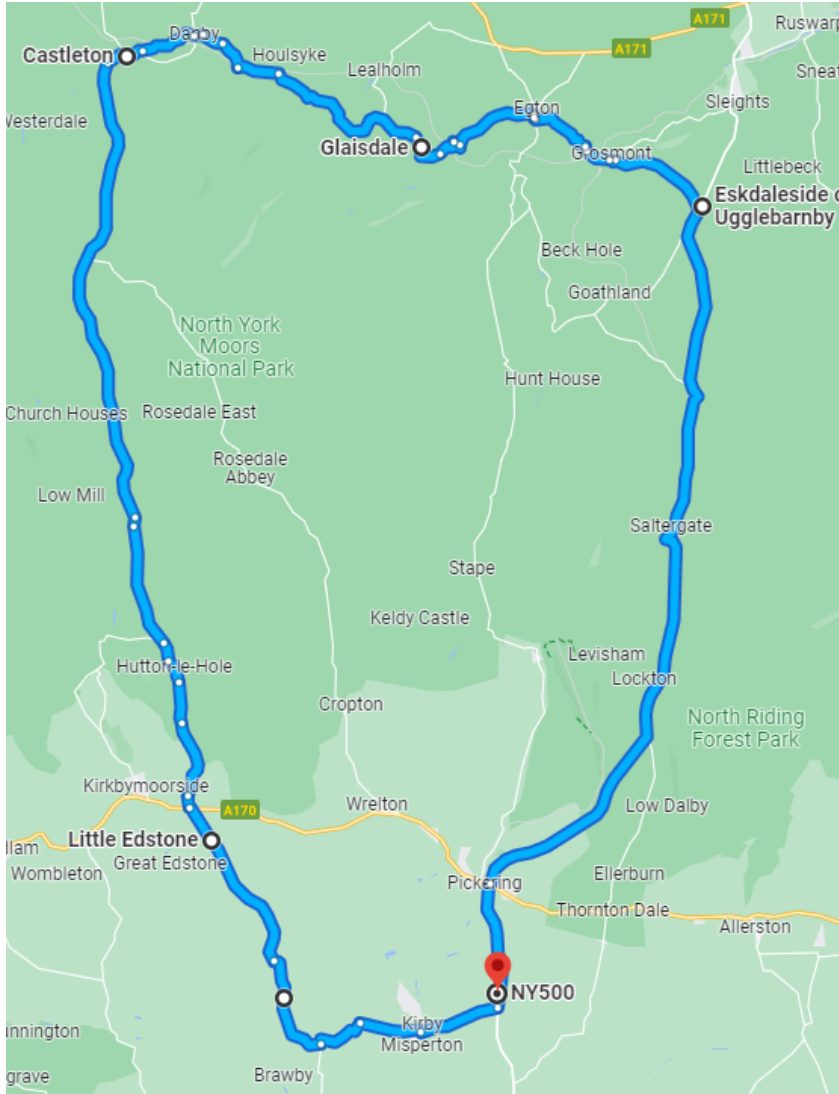 A171
Ruswarp
A171
Danby
Castleton
Houlsyke
Lealholm
Sneat
Sleights
Egton
Westerdale
Glaisdale
Grosmont
Littlebeck
Eskdaleside c
Ugglebarnby
Beck Hole
Goathland
North York
Moors
National Park
Hunt House
Church Houses
Rosedale East
Rosedale
Abbey
Low Mill
Saltergate
Stape
Keldy Castle
Levisham
Hutton-le-Hole
Lockton
Cropton
North Riding
Forest Park
Kirkbymoorside
A170
Wrelton
Low Dalby
Little Edstone
Great Edstone
dlam
Wombleton
Pickering
Ellerburn
Thornton Dale
Allerston
NY500
unnington
Kirby
Misperton
grave
Brawby